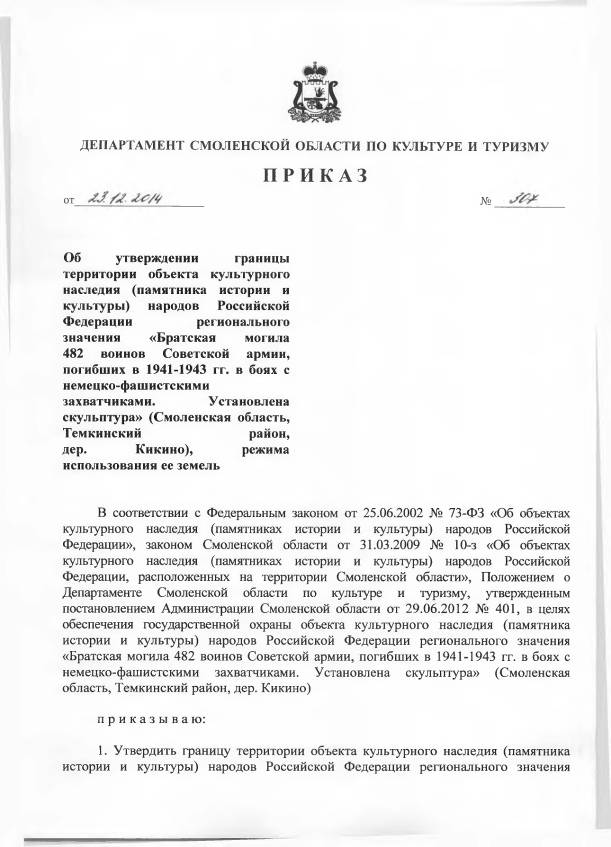 ДЕПАРТАМЕНТ СМОЛЕНСКОЙ ОБЛАСТИ ПО КУЛЬТУРЕ И ТУРИЗМУ
ПРИКАЗ
от 23.12.2014 № 307
Об утверждении границы
территории объекта культурного
наследия (памятника истории и
культуры) народов Российской
Федерации регионального
значения «Братская могила
482 воинов Советской армии,
погибших в 1941-1943 гг. в боях с
немецко-фашистскими
захватчиками. Установлена
скульптура» (Смоленская область,
Темкинский район,
дер. Кикино), режима
использования ее земель
В соответствии с Федеральным законом от 25.06.2002 № 73-ФЗ «Об объектах
культурного наследия (памятниках истории и культуры) народов Российской
Федерации», законом Смоленской области от 31.03.2009 № 10-з «Об объектах
культурного наследия (памятниках истории и культуры) народов Российской
Федерации, расположенных на территории Смоленской области», Положением о
Департаменте Смоленской области по культуре и туризму, утвержденным
постановлением Администрации Смоленской области от 29.06.2012 № 401, в целях
обеспечения государственной охраны объекта культурного наследия (памятника
истории и культуры) народов Российской Федерации регионального значения
«Братская могила 482 воинов Советской армии, погибших в 1941-1943 гг. в боях с
немецко-фашистскими захватчиками. Установлена скульптура» (Смоленская
область, Темкинский район, дер. Кикино)
приказываю:
1. Утвердить границу территории объекта культурного наследия (памятника
истории и культуры) народов Российской Федерации регионального значения